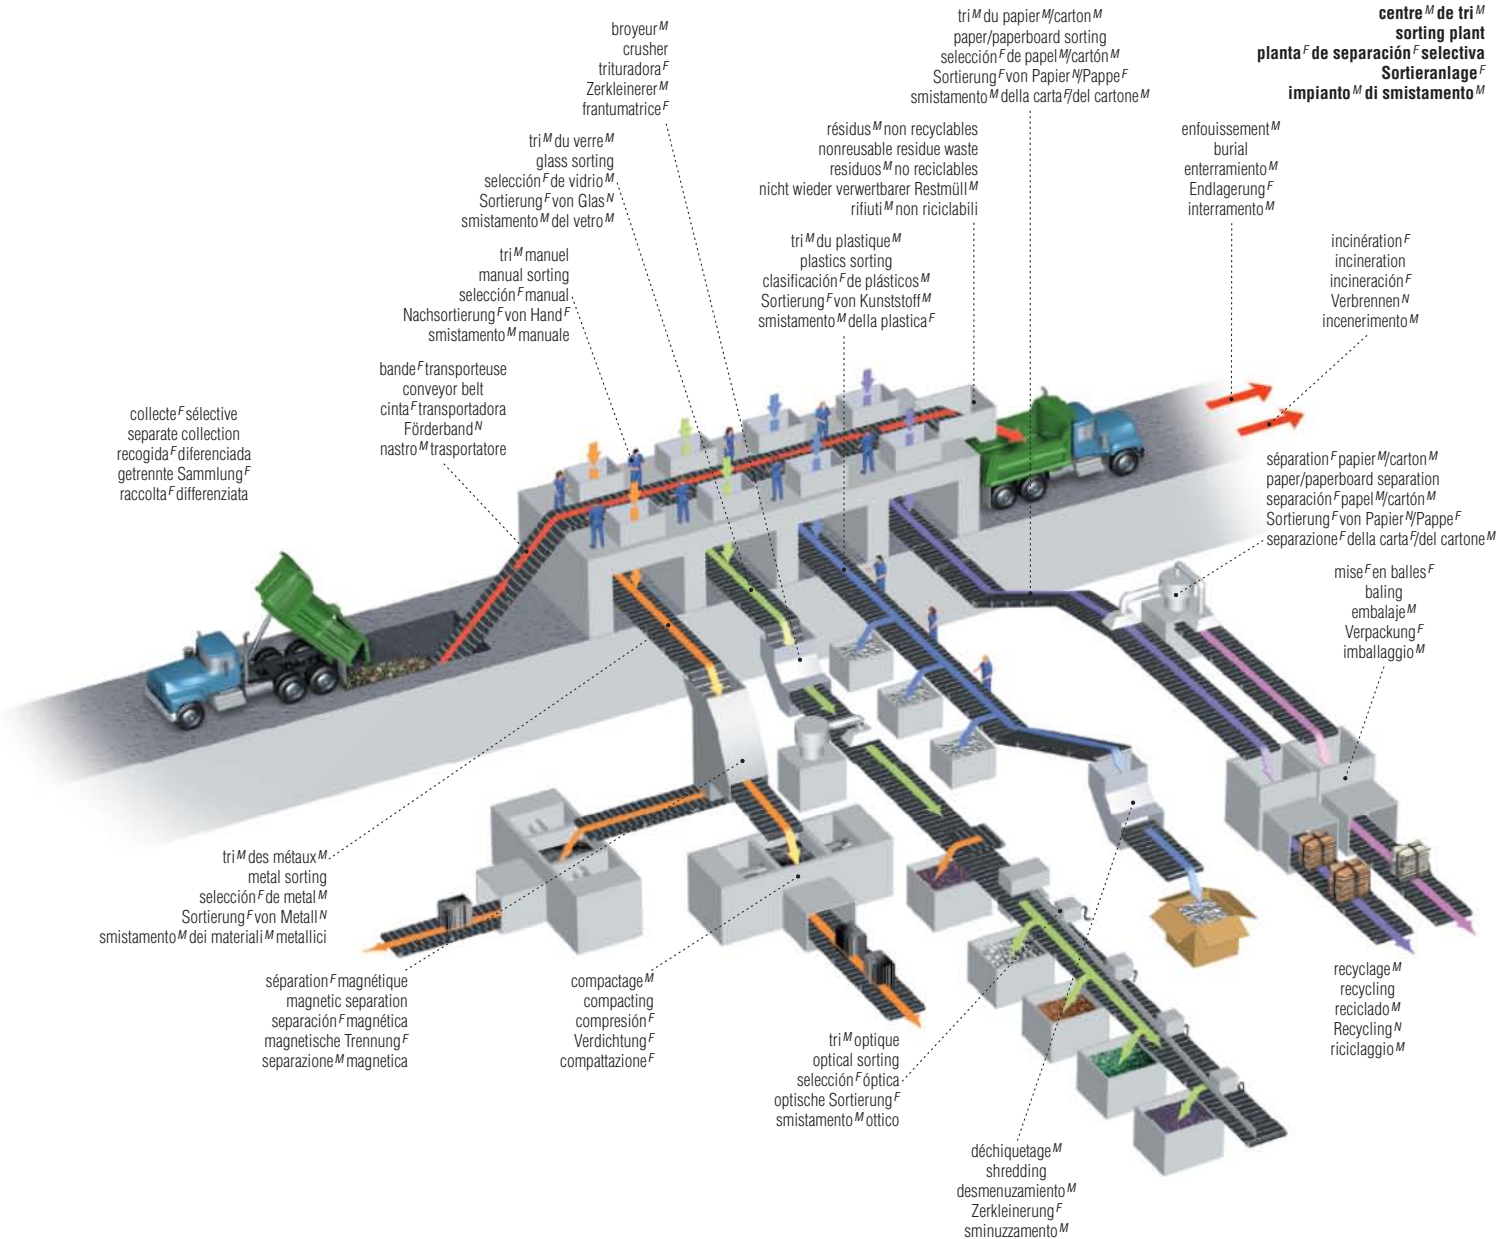 centre M de tri M
sorting plant
planta F de separación F selectiva
Sortieranlage F
impianto M di smistamento M
broyeur M
crusher
trituradora F
Zerkleinerer M
frantumatrice F
tri M du papier M/carton M
paper/paperboard sorting
selección F de papel M/cartón M
Sortierung F von Papier N/Pappe F
smistamento M della carta F/del cartone M
tri M du verre M
glass sorting
selección F de vidrio M
Sortierung F von Glas N
smistamento M del vetro M
résidus M non recyclables
nonreusable residue waste
residuos M no reciclables
nicht wieder verwertbarer Restmüll M
rifiuti M non riciclabili
enfouissement M
burial
enterramiento M
Endlagerung F
interramento M
tri M manuel
manual sorting
selección F manual
Nachsortierung F von Hand F
smistamento M manuale
tri M du plastique M
plastics sorting
clasificación F de plásticos M
Sortierung F von Kunststoff M
smistamento M della plastica F
incinération F
incineration
incineración F
Verbrennen N
incenerimento M
bande F transporteuse
conveyor belt
cinta F transportadora
Förderband N
nastro M trasportatore
collecte F sélective
separate collection
recogida F diferenciada
getrennte Sammlung F
raccolta F differenziata
séparation F papier M/carton M
paper/paperboard separation
separación F papel M/cartón M
Sortierung F von Papier N/Pappe F
separazione F della carta F/del cartone M
mise F en balles F
baling
embalaje M
Verpackung F
imballaggio M
tri M des métaux M
metal sorting
selección F de metal M
Sortierung F von Metall N
smistamento M dei materiali M metallici
séparation F magnétique
magnetic separation
separación F magnética
magnetische Trennung F
separazione M magnetica
compactage M
compacting
compresión F
Verdichtung F
compattazione F
tri M optique
optical sorting
selección F óptica
optische Sortierung F
smistamento M ottico
recyclage M
recycling
reciclado M
Recycling N
riciclaggio M
déchiquetage M
shredding
desmenuzamiento M
Zerkleinerung F
sminuzzamento M